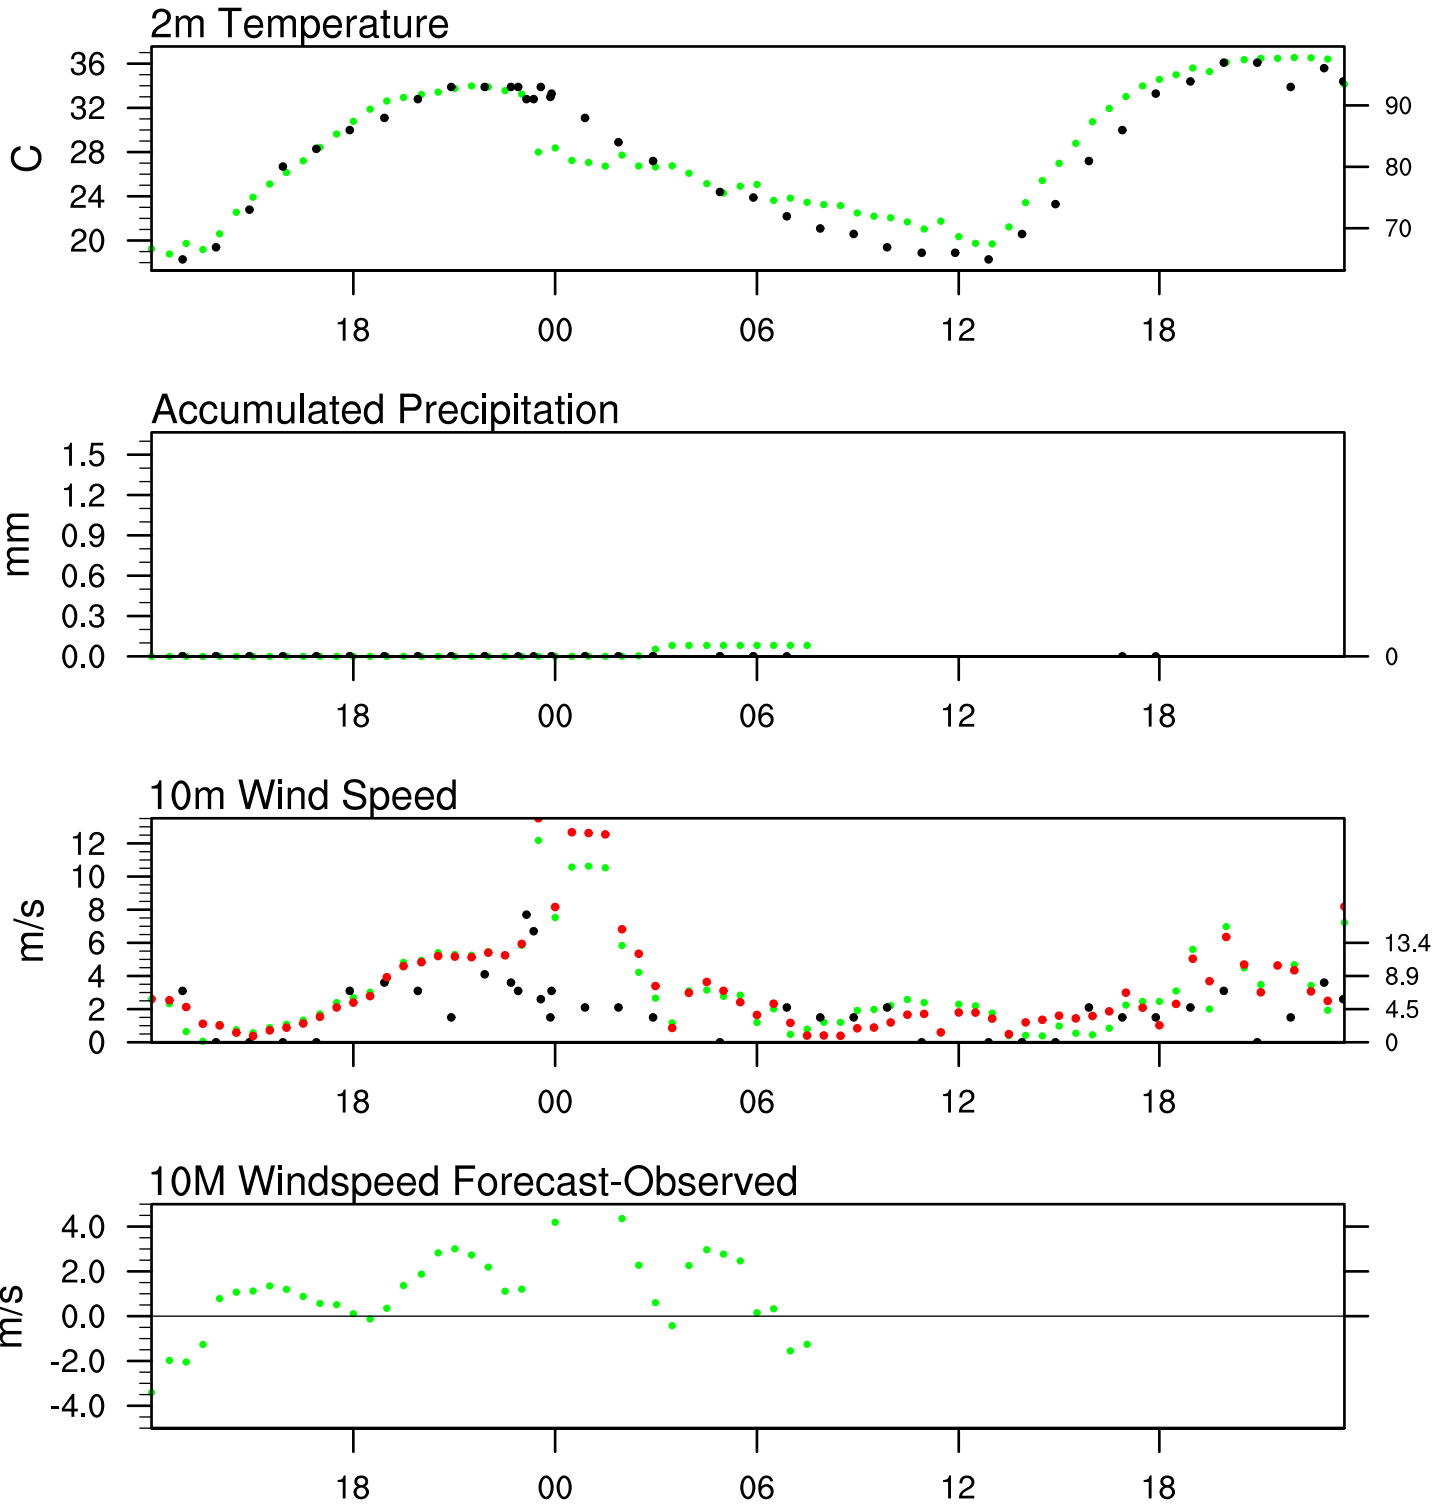 2m Temperature
36
32
28
24
20
C
90
80
70
18 00 06 12 18
Accumulated Precipitation
1.5
1.2
0.9
0.6
0.3
0.0
mm
0
18 00 06 12 18
10m Wind Speed
12
10
8
6
4
2
0
m/s
13.4
8.9
4.5
0
18 00 06 12 18
10M Windspeed Forecast-Observed
4.0
2.0
0.0
-2.0
-4.0
m/s
18 00 06 12 18